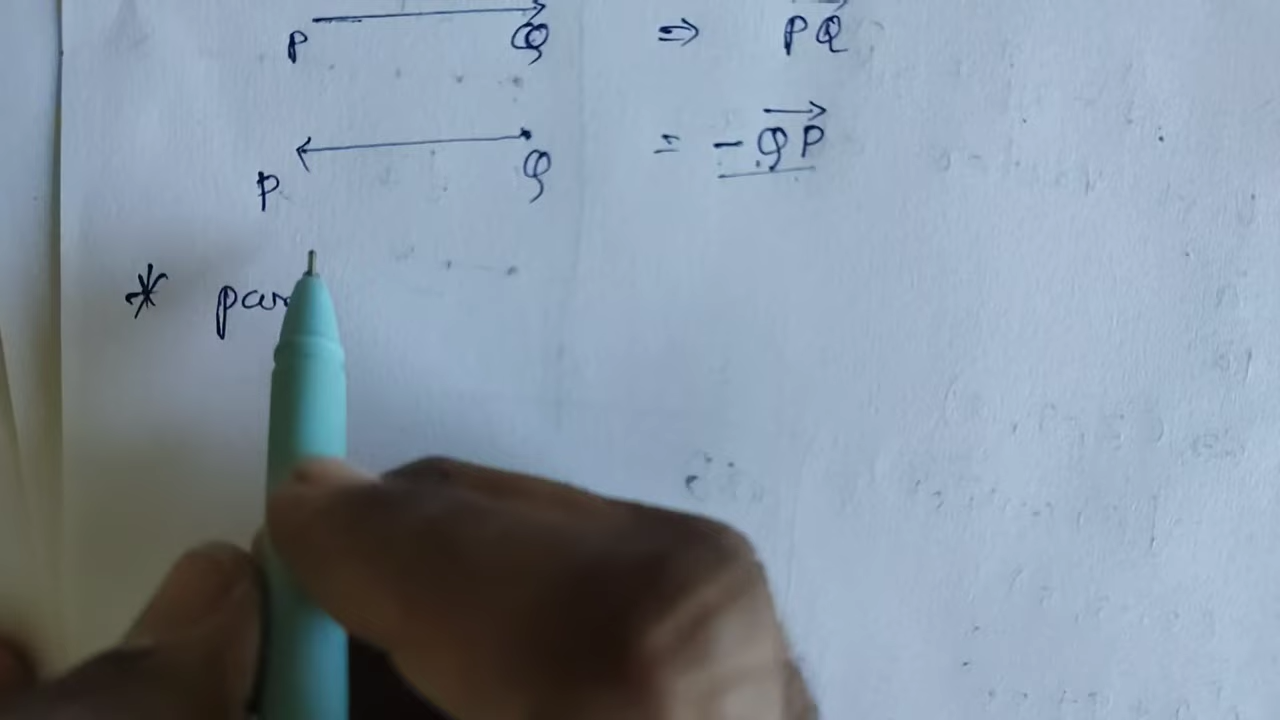 P Q ⇒ PQ
P Q = - QP
* par